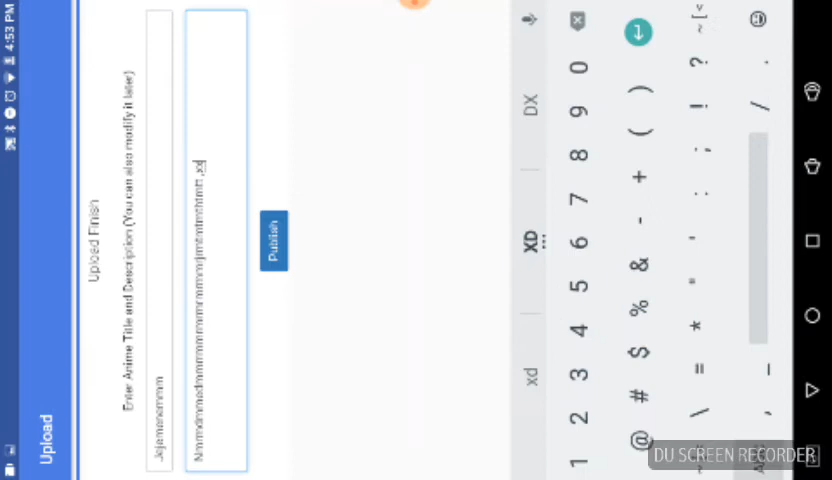 4:53 PM
Upload
Upload Finish
Enter Anime Title and Description (You can also modify it later)
Publish
xd XD DX
1 2 3 4 5 6 7 8 9 0
@ # $ % & - + ( )
\ = * " ' : ; ! ?
, _ / .
DU SCREEN RECORDER